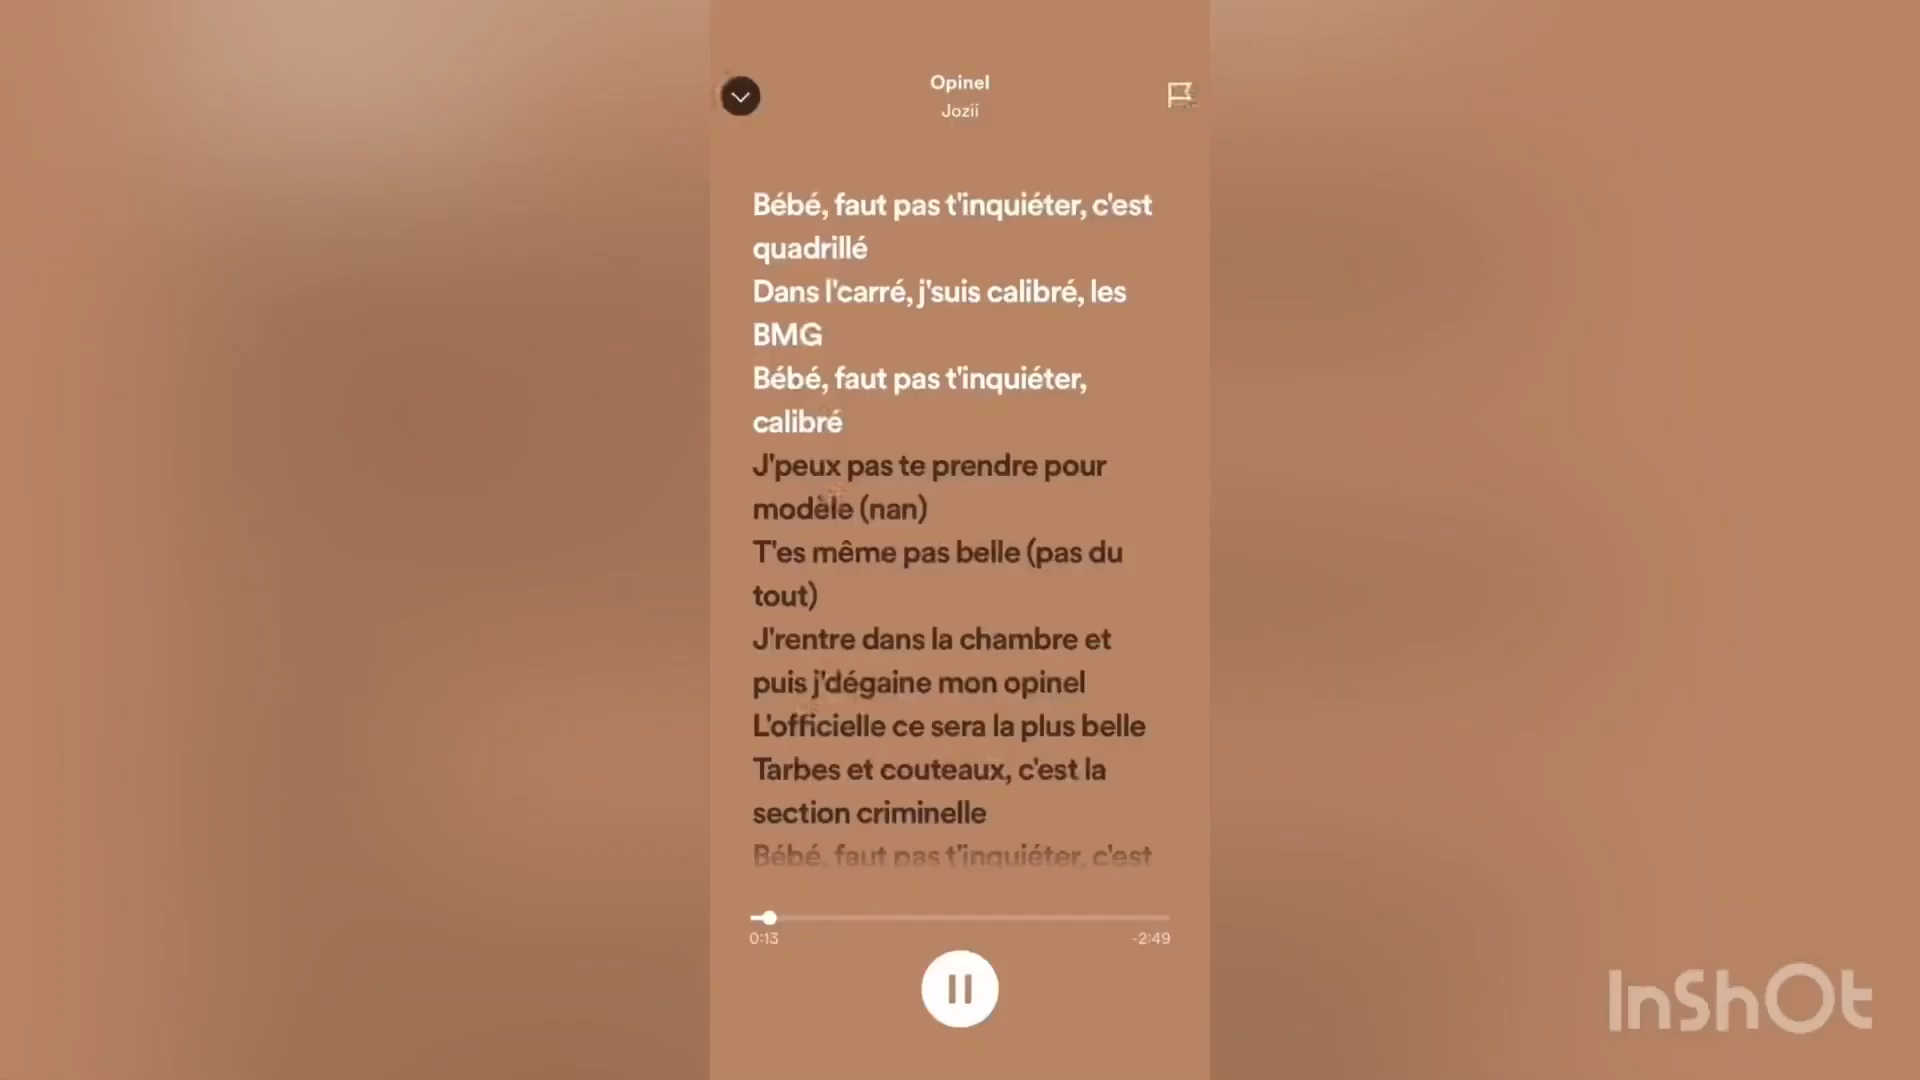 Opinel
Jozii
Bébé, faut pas t'inquiéter, c'est
quadrillé
Dans l'carré, j'suis calibré, les
BMG
Bébé, faut pas t'inquiéter,
calibré
J'peux pas te prendre pour
modèle (nan)
T'es même pas belle (pas du
tout)
J'rentre dans la chambre et
puis j'dégaine mon opinel
L'officielle ce sera la plus belle
Tarbes et couteaux, c'est la
section criminelle
Bébé, faut pas t'inquiéter, c'est
0:13
-2:49
InShOt